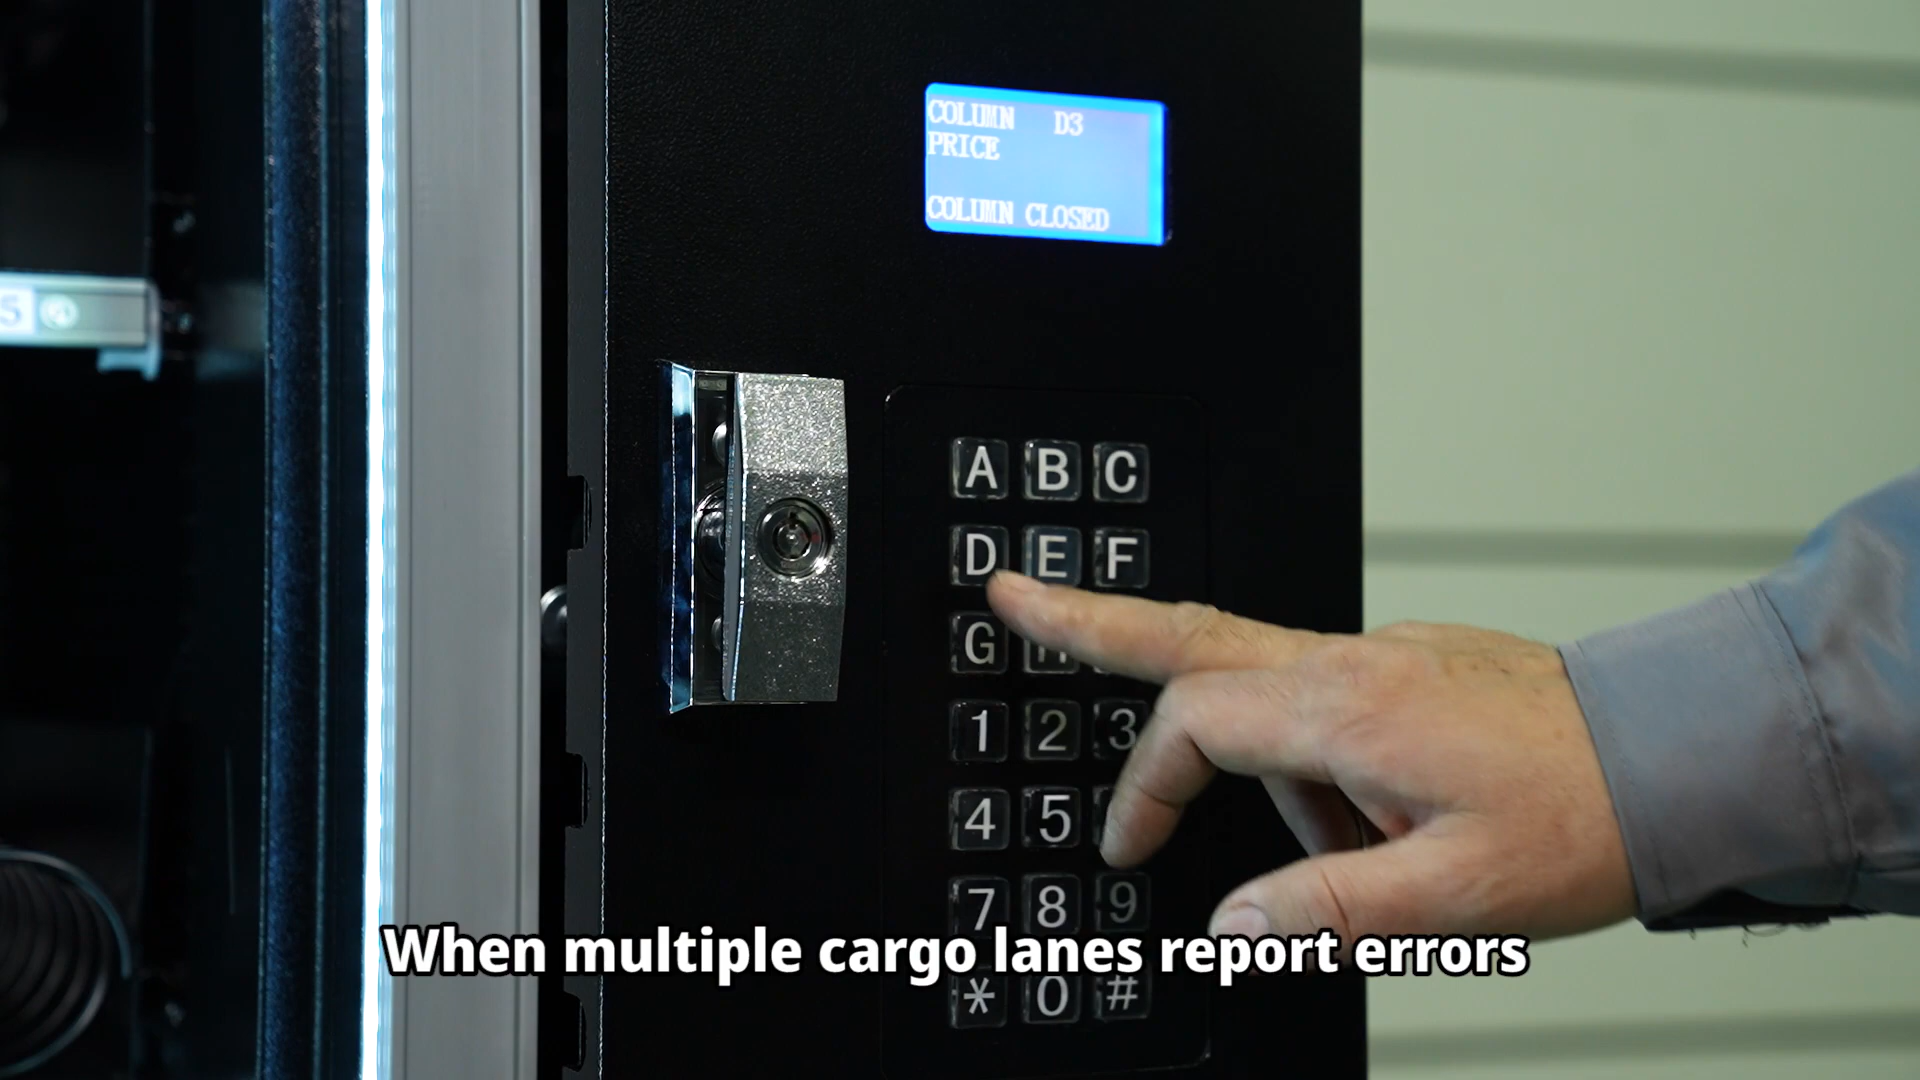 COLUMN D3
PRICE
COLUMN CLOSED
S
A B C
D E F
G H
1 2 3
4 5
7 8 9
When multiple cargo lanes report errors
* 0 #